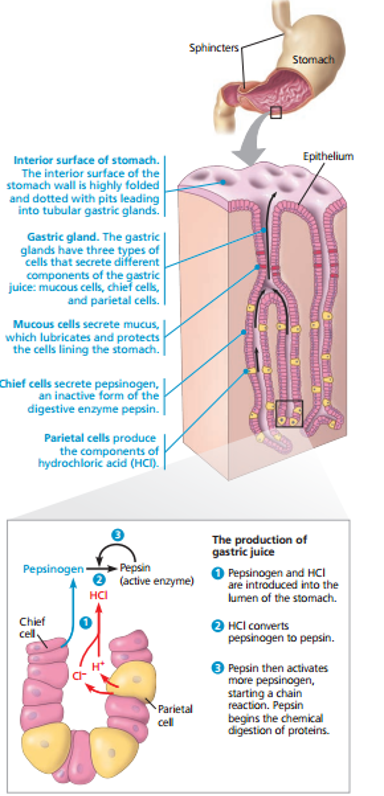 Sphincters
Stomach
Epithelium
Interior surface of stomach.
The interior surface of the
stomach wall is highly folded
and dotted with pits leading
into tubular gastric glands.
Gastric gland. The gastric
glands have three types of
cells that secrete different
components of the gastric
juice: mucous cells, chief cells,
and parietal cells.
Mucous cells secrete mucus,
which lubricates and protects
the cells lining the stomach.
Chief cells secrete pepsinogen,
an inactive form of the
digestive enzyme pepsin.
Parietal cells produce
the components of
hydrochloric acid (HCl).
3
Pepsinogen
Pepsin
(active enzyme)
2
HCl
1
Chief
cell
Cl–
H+
Parietal
cell
The production of
gastric juice
1 Pepsinogen and HCl
are introduced into the
lumen of the stomach.
2 HCl converts
pepsinogen to pepsin.
3 Pepsin then activates
more pepsinogen,
starting a chain
reaction. Pepsin
begins the chemical
digestion of proteins.